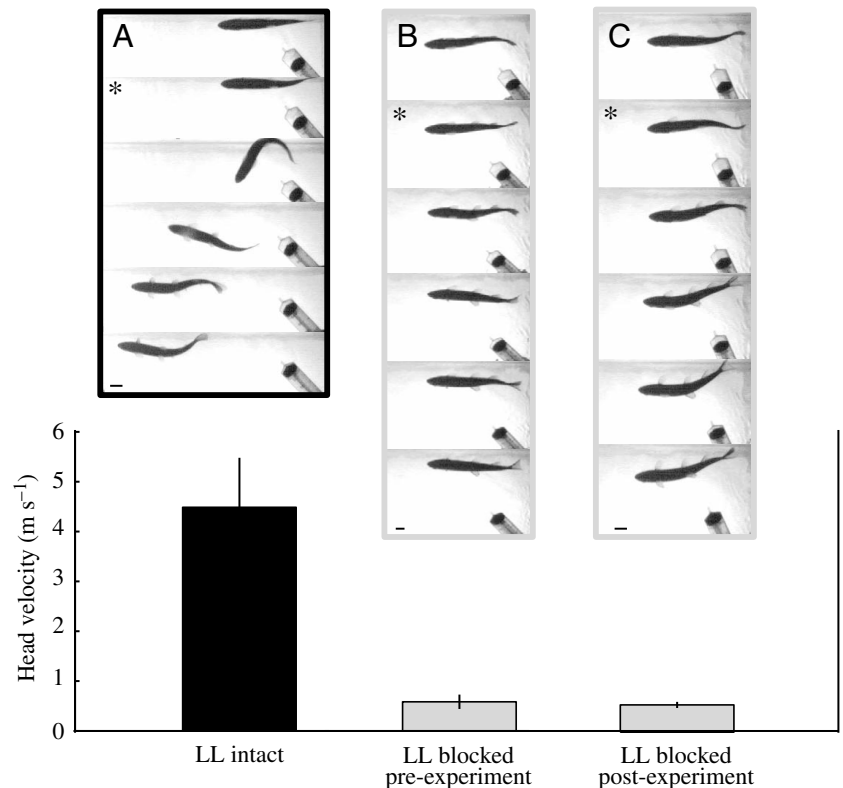 A
B
C
*
*
*
6
5
4
3
2
1
0
Head velocity (m s−1)
LL intact
LL blocked
pre-experiment
LL blocked
post-experiment